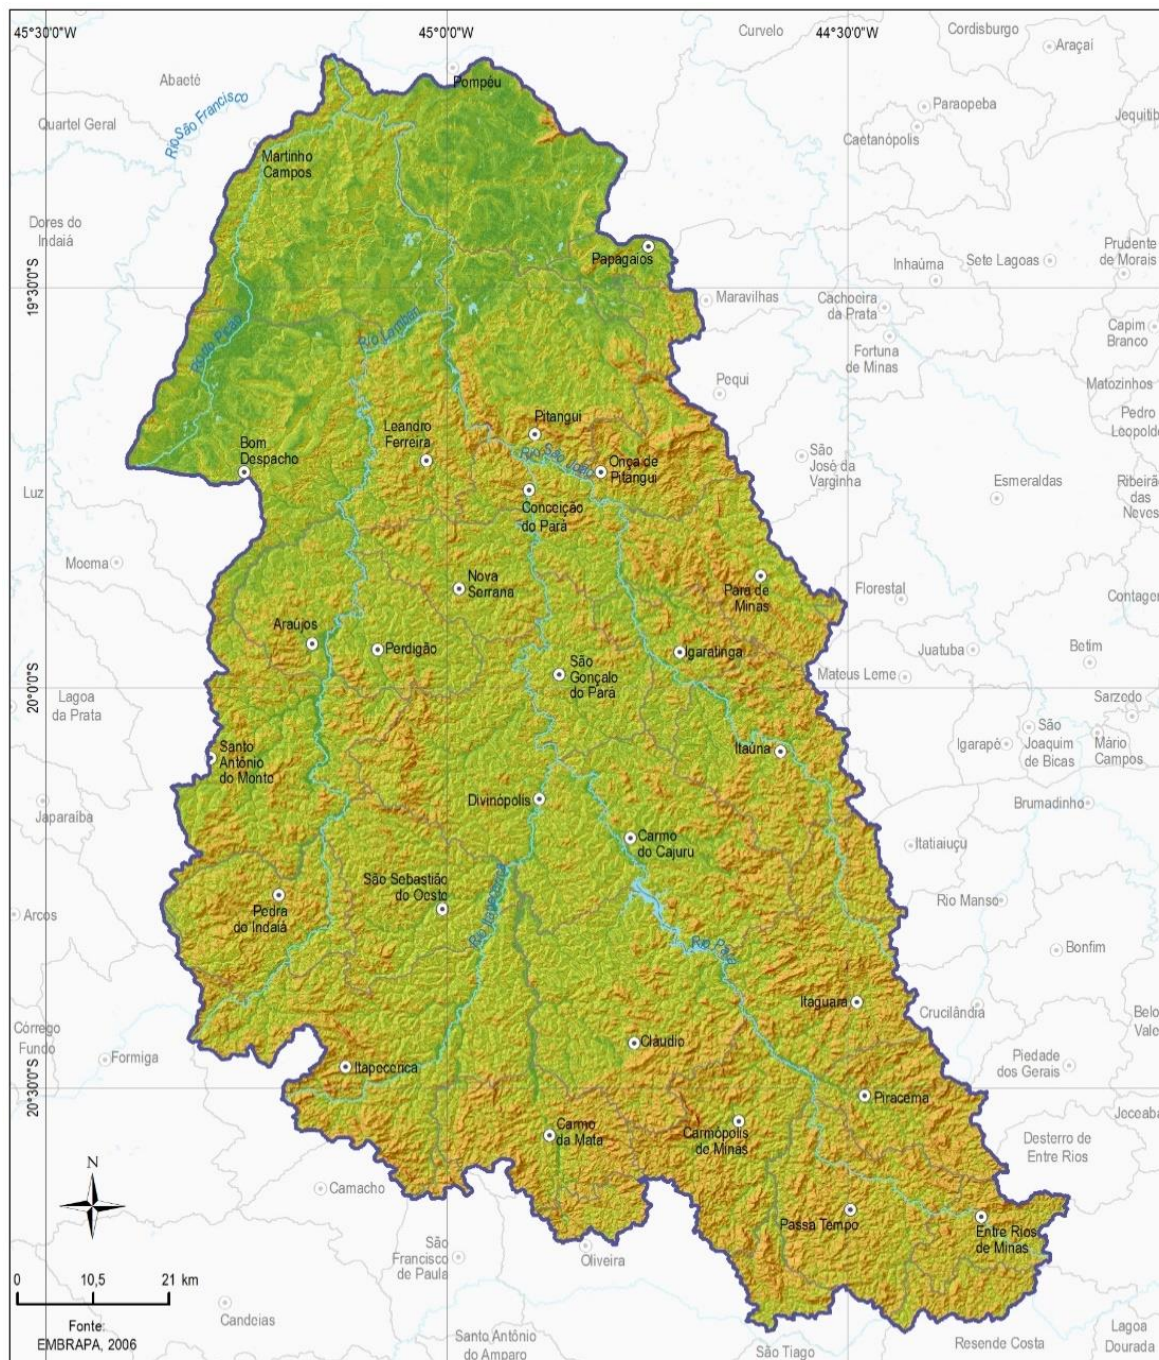 45°30'0"W
45°0'0"W
44°30'0"W
Curvelo
Cordisburgo
Araçaí
Abaeté
Pompéu
Rio São Francisco
Paraopeba
Quartel Geral
Caetanópolis
Martinho
Campos
Dores do
Indaiá
Papagaios
Prudente
de Morais
Inhaúma
Sete Lagoas
19°30'0"S
Maravilhas
Cachoeira
da Prata
Capim
Branco
Rio Lambari
Rio do Picão
Fortuna
de Minas
Pequi
Matozinhos
Pitangui
Leandro
Ferreira
Pedro
Leopoldo
Bom
Despacho
Rio São João
Onça de
Pitangui
São
José da
Varginha
Luz
Conceição
do Pará
Esmeraldas
Ribeirão
das
Neves
Moema
Nova
Serrana
Pará de
Minas
Florestal
Contagem
Araújos
Perdigão
Igaratinga
Juatuba
Betim
São
Gonçalo
do Pará
Mateus Leme
20°0'0"S
Lagoa
da Prata
Sarzedo
Santo
Antônio
do Monte
Itaúna
Igarapé
São
Joaquim
de Bicas
Mário
Campos
Divinópolis
Japaraíba
Brumadinho
Carmo
do Cajuru
Itatiaiuçu
São Sebastião
do Oeste
Pedra
do Indaiá
Rio Itapecerica
Arcos
Rio Manso
Rio Pará
Bonfim
Itaguara
Crucilândia
Córrego
Fundo
Formiga
Cláudio
Belo
Vale
Piedade
dos Gerais
Itapecerica
20°30'0"S
Piracema
Carmo
da Mata
Carmópolis
de Minas
Jeceaba
Desterro de
Entre Rios
N
Camacho
Passa Tempo
Entre Rios
de Minas
São
Francisco
de Paula
Oliveira
0 10,5 21 km
Fonte:
EMBRAPA, 2006
Candeias
Santo Antônio
do Amparo
São Tiago
Resende Costa
Lagoa
Dourada